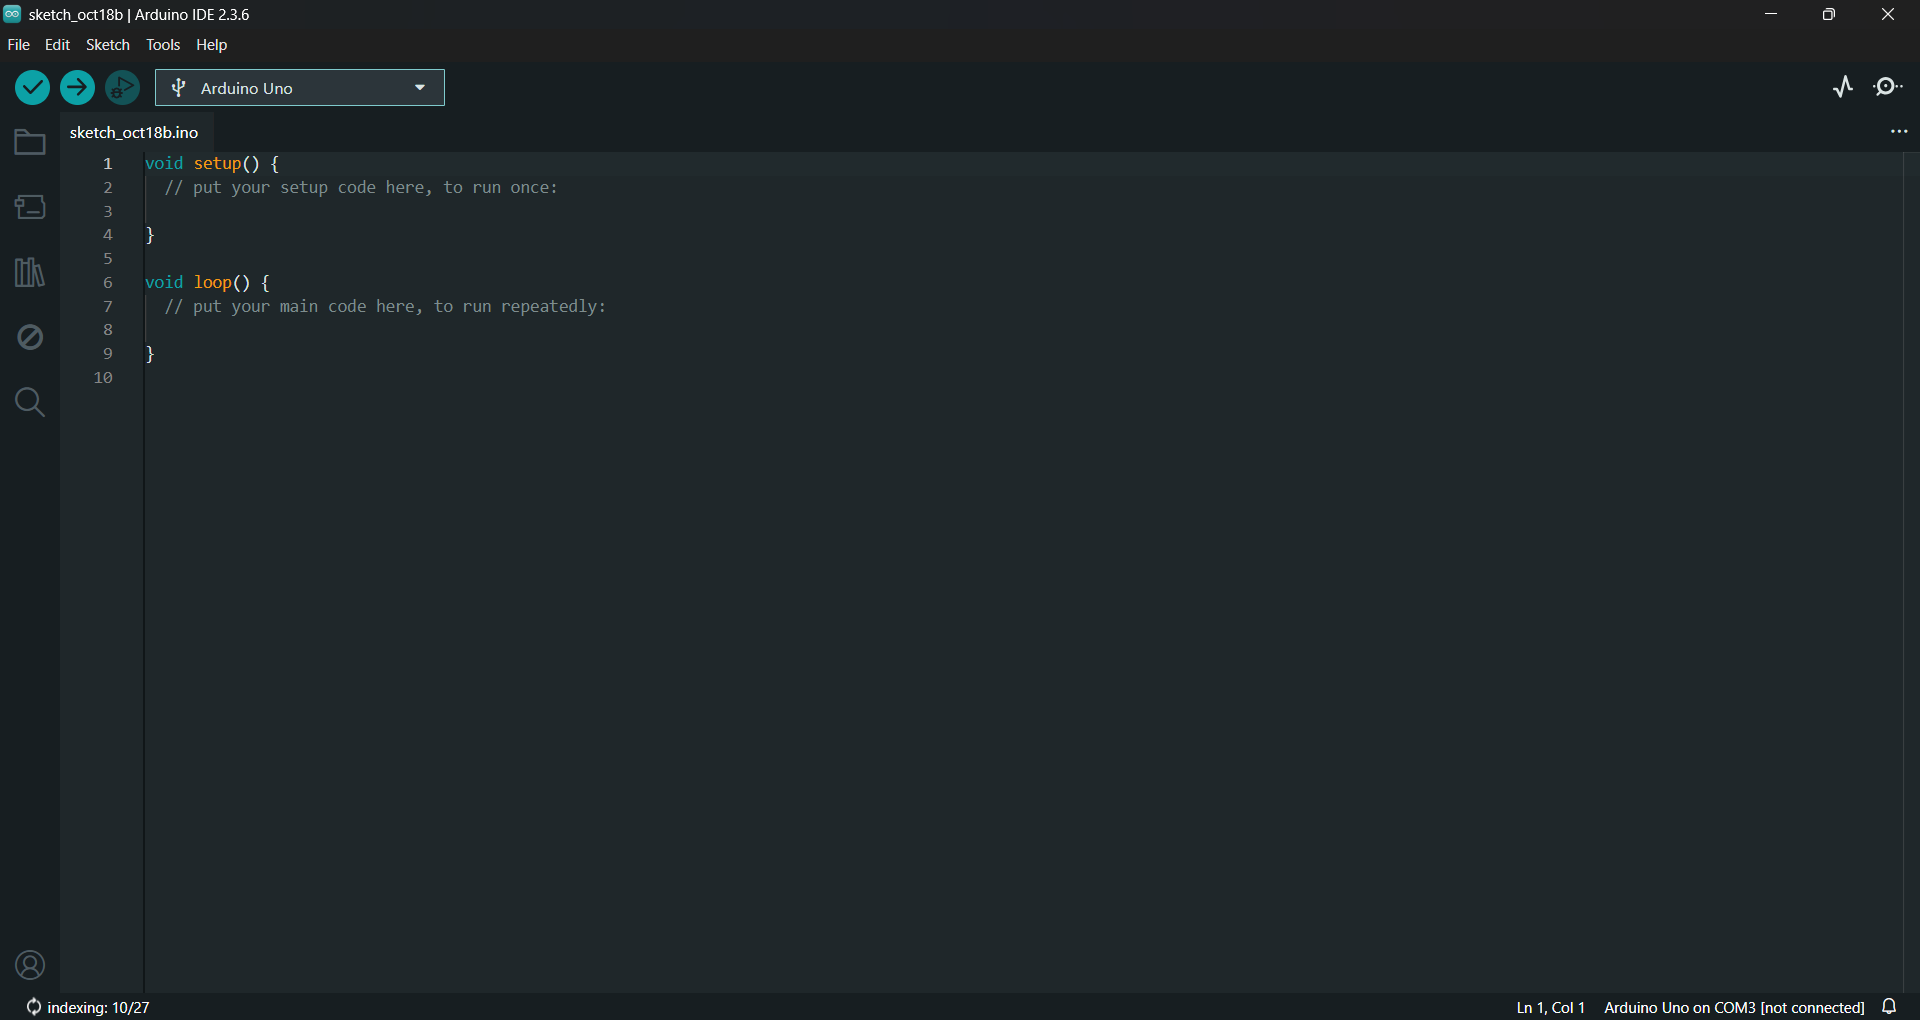 sketch_oct18b | Arduino IDE 2.3.6
File Edit Sketch Tools Help
Arduino Uno
sketch_oct18b.ino
1 void setup() {
2 // put your setup code here, to run once:
3
4 }
5
6 void loop() {
7 // put your main code here, to run repeatedly:
8
9 }
10
indexing: 10/27 Ln 1, Col 1 Arduino Uno on COM3 [not connected]